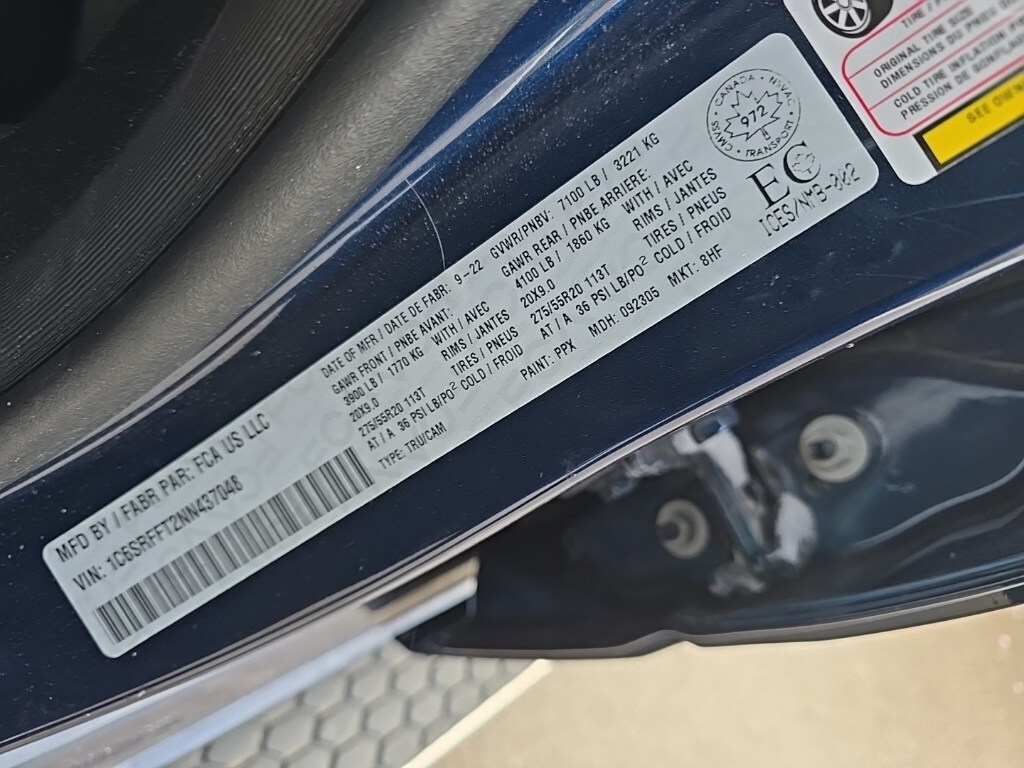 MFD BY / FABR PAR: FCA US LLC
DATE OF MFR / DATE DE FABR: 9-22
GVWR/PNBV: 7100 LB / 3221 KG
GAWR FRONT / PNBE AVANT:
3900 LB / 1770 KG WITH / AVEC
20X9.0 RIMS / JANTES
275/55R20 113T TIRES / PNEUS
AT / A 36 PSI LB/PO² COLD / FROID
GAWR REAR / PNBE ARRIERE:
4100 LB / 1860 KG WITH / AVEC
20X9.0 RIMS / JANTES
275/55R20 113T TIRES / PNEUS
AT / A 36 PSI LB/PO² COLD / FROID
VIN: 1C6SRFFT2NN437046
TYPE: TRU/CAM
PAINT: PPX
MDH: 092305
MKT: 8HF
CANADA • NSVAC
972
CMVSS • TRANSPORT
EC
ICES/NMB-002
TIRE /
ORIGINAL TIRE SIZE
DIMENSIONS DU PNEU
COLD TIRE INFLATION
PRESSION DE
SEE